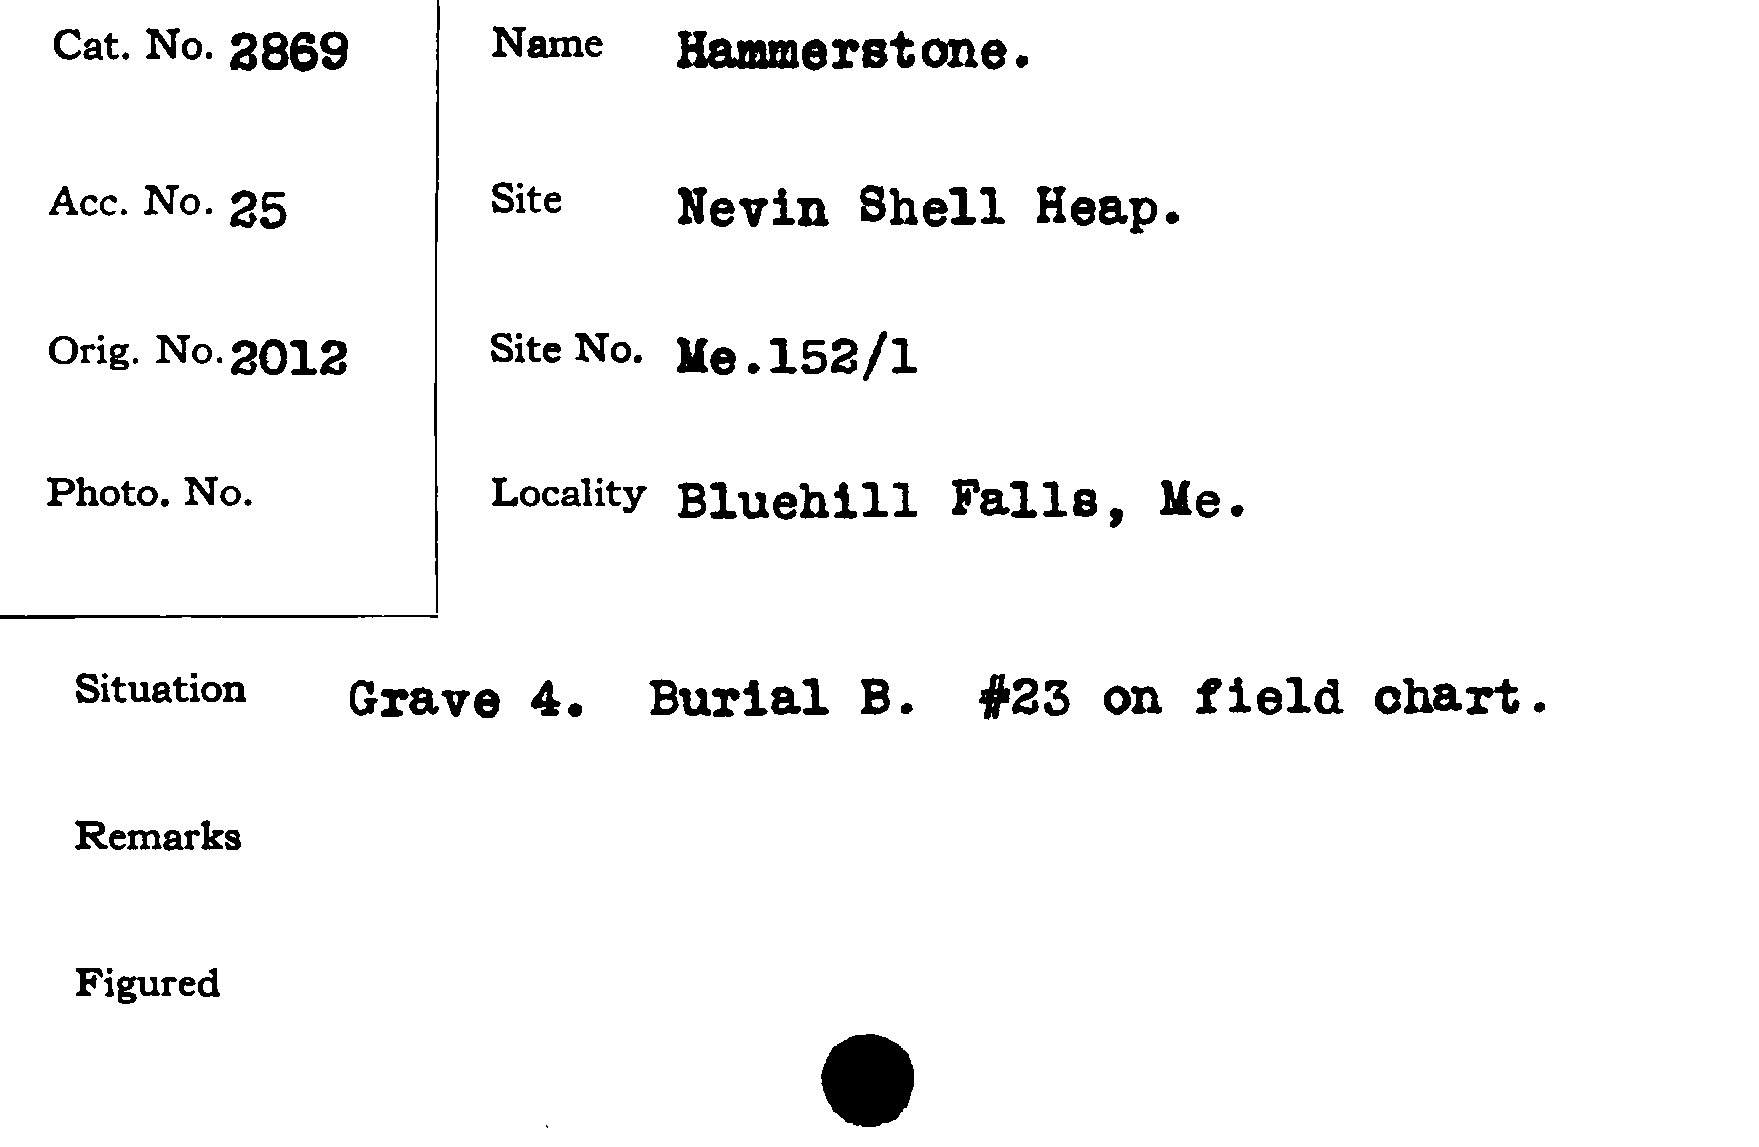 Cat. No. 2869
Acc. No. 25
Orig. No. 2012
Photo. No.
Name Hammerstone.
Site Nevin Shell Heap.
Site No. Me.152/1
Locality Bluehill Falls, Me.
Situation Grave 4. Burial B. #23 on field chart.
Remarks
Figured